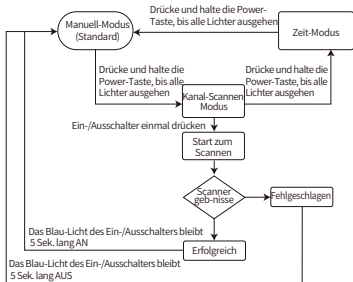 Drücke und halte die Power-
Taste, bis alle Lichter ausgehen
Manuell-Modus
(Standard)
Zeit-Modus
Drücke und halte die
Power-Taste, bis alle
Lichter ausgehen
Drücke und halte die
Power-Taste, bis alle
Lichter ausgehen
Kanal-Scannen
Modus
Ein-/Ausschalter einmal drücken
Start zum
Scannen
Scanner
geb-nisse
Fehlgeschlagen
Das Blau-Licht des Ein-/Ausschalters bleibt
5 Sek. lang AN
Erfolgreich
Das Blau-Licht des Ein-/Ausschalters bleibt
5 Sek. lang AUS